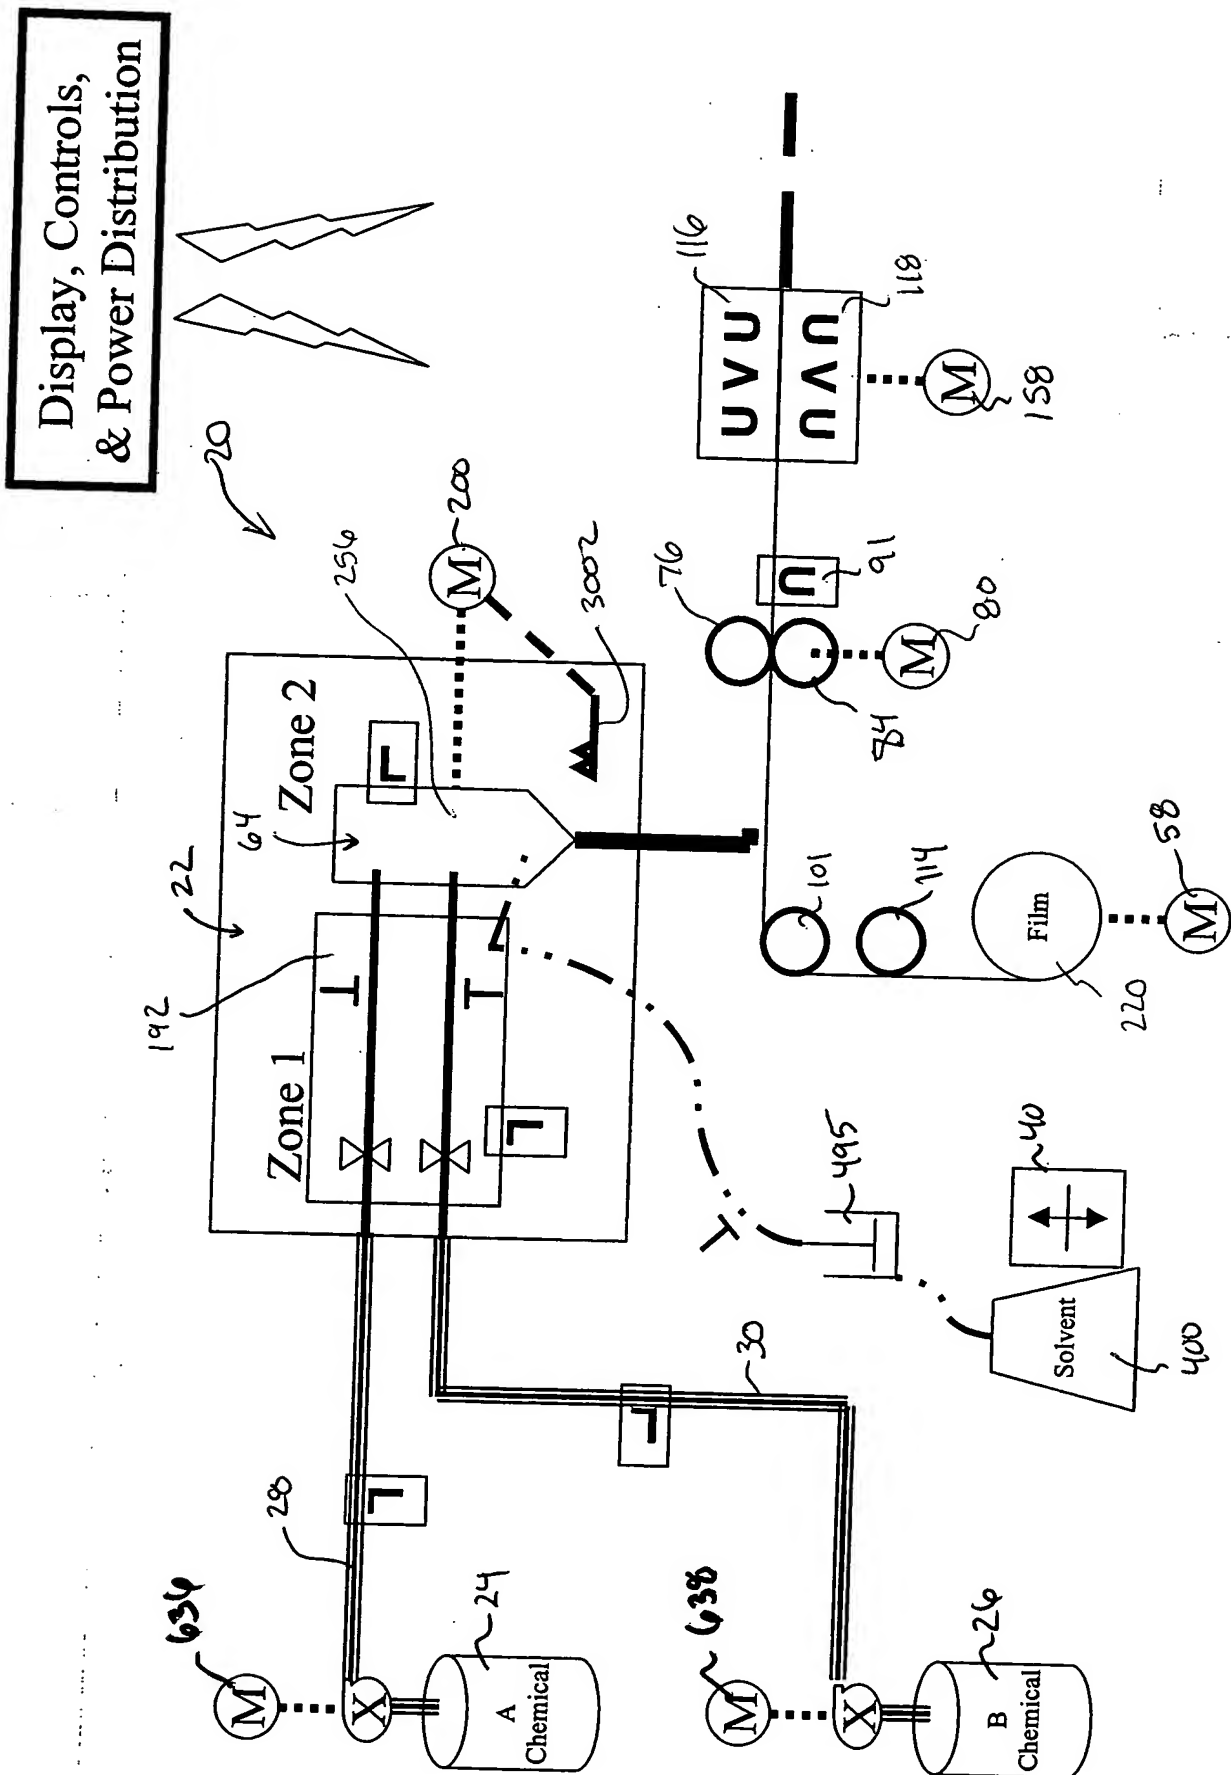 Display, Controls,
& Power Distribution
20
22
64
Zone 2
256
M
200
3002
192
Zone 1
L
L
T
T
76
84
M
80
U
91
U V U
116
U V U
118
M
158
101
114
Film
220
M
58
T
495
40
Solvent
400
28
L
30
L
636
M
X
24
A
Chemical
638
M
X
26
B
Chemical